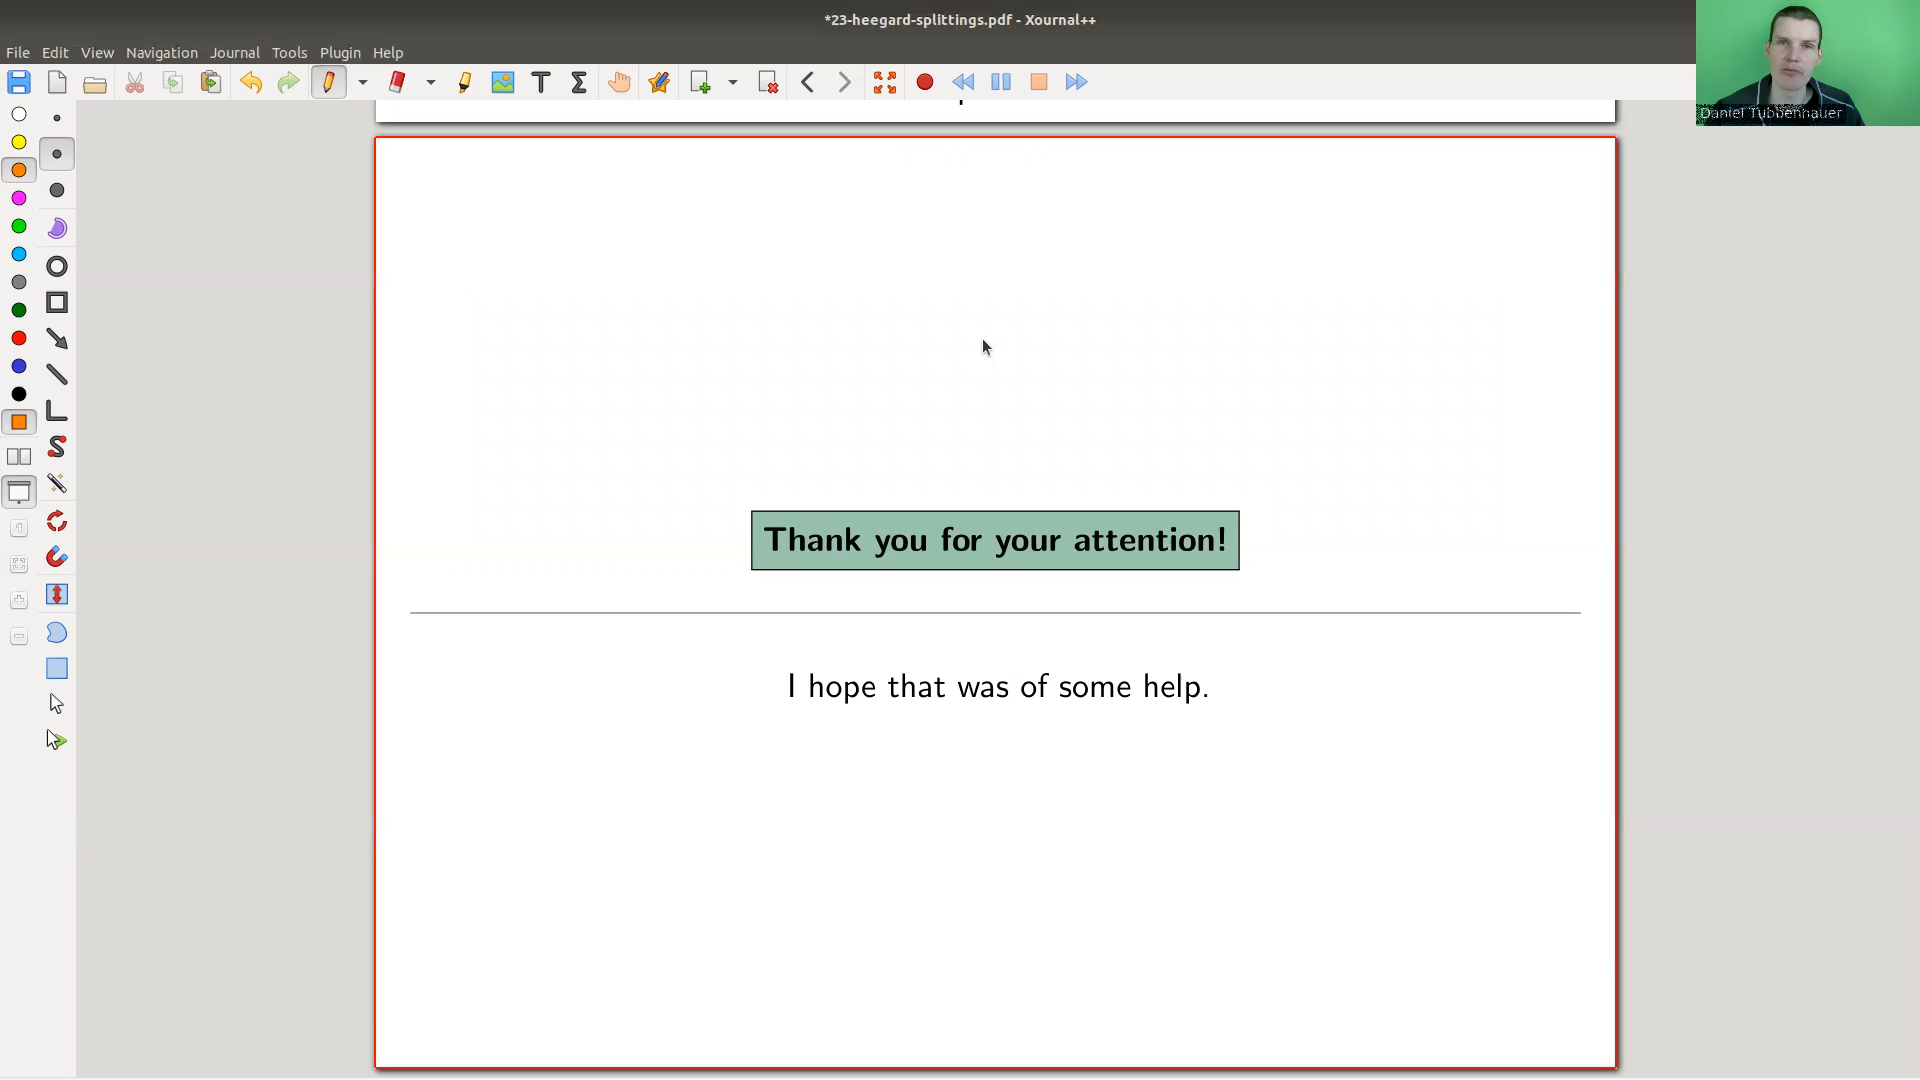 *23-heegard-splittings.pdf - Xournal++
File Edit View Navigation Journal Tools Plugin Help
Daniel Tubbenhauer
Thank you for your attention!
I hope that was of some help.